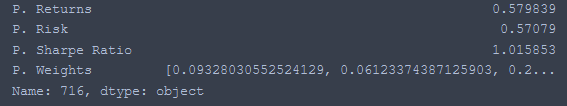 P. Returns 0.579839
P. Risk 0.57079
P. Sharpe Ratio 1.015853
P. Weights [0.09328030552524129, 0.06123374387125903, 0.2...
Name: 716, dtype: object